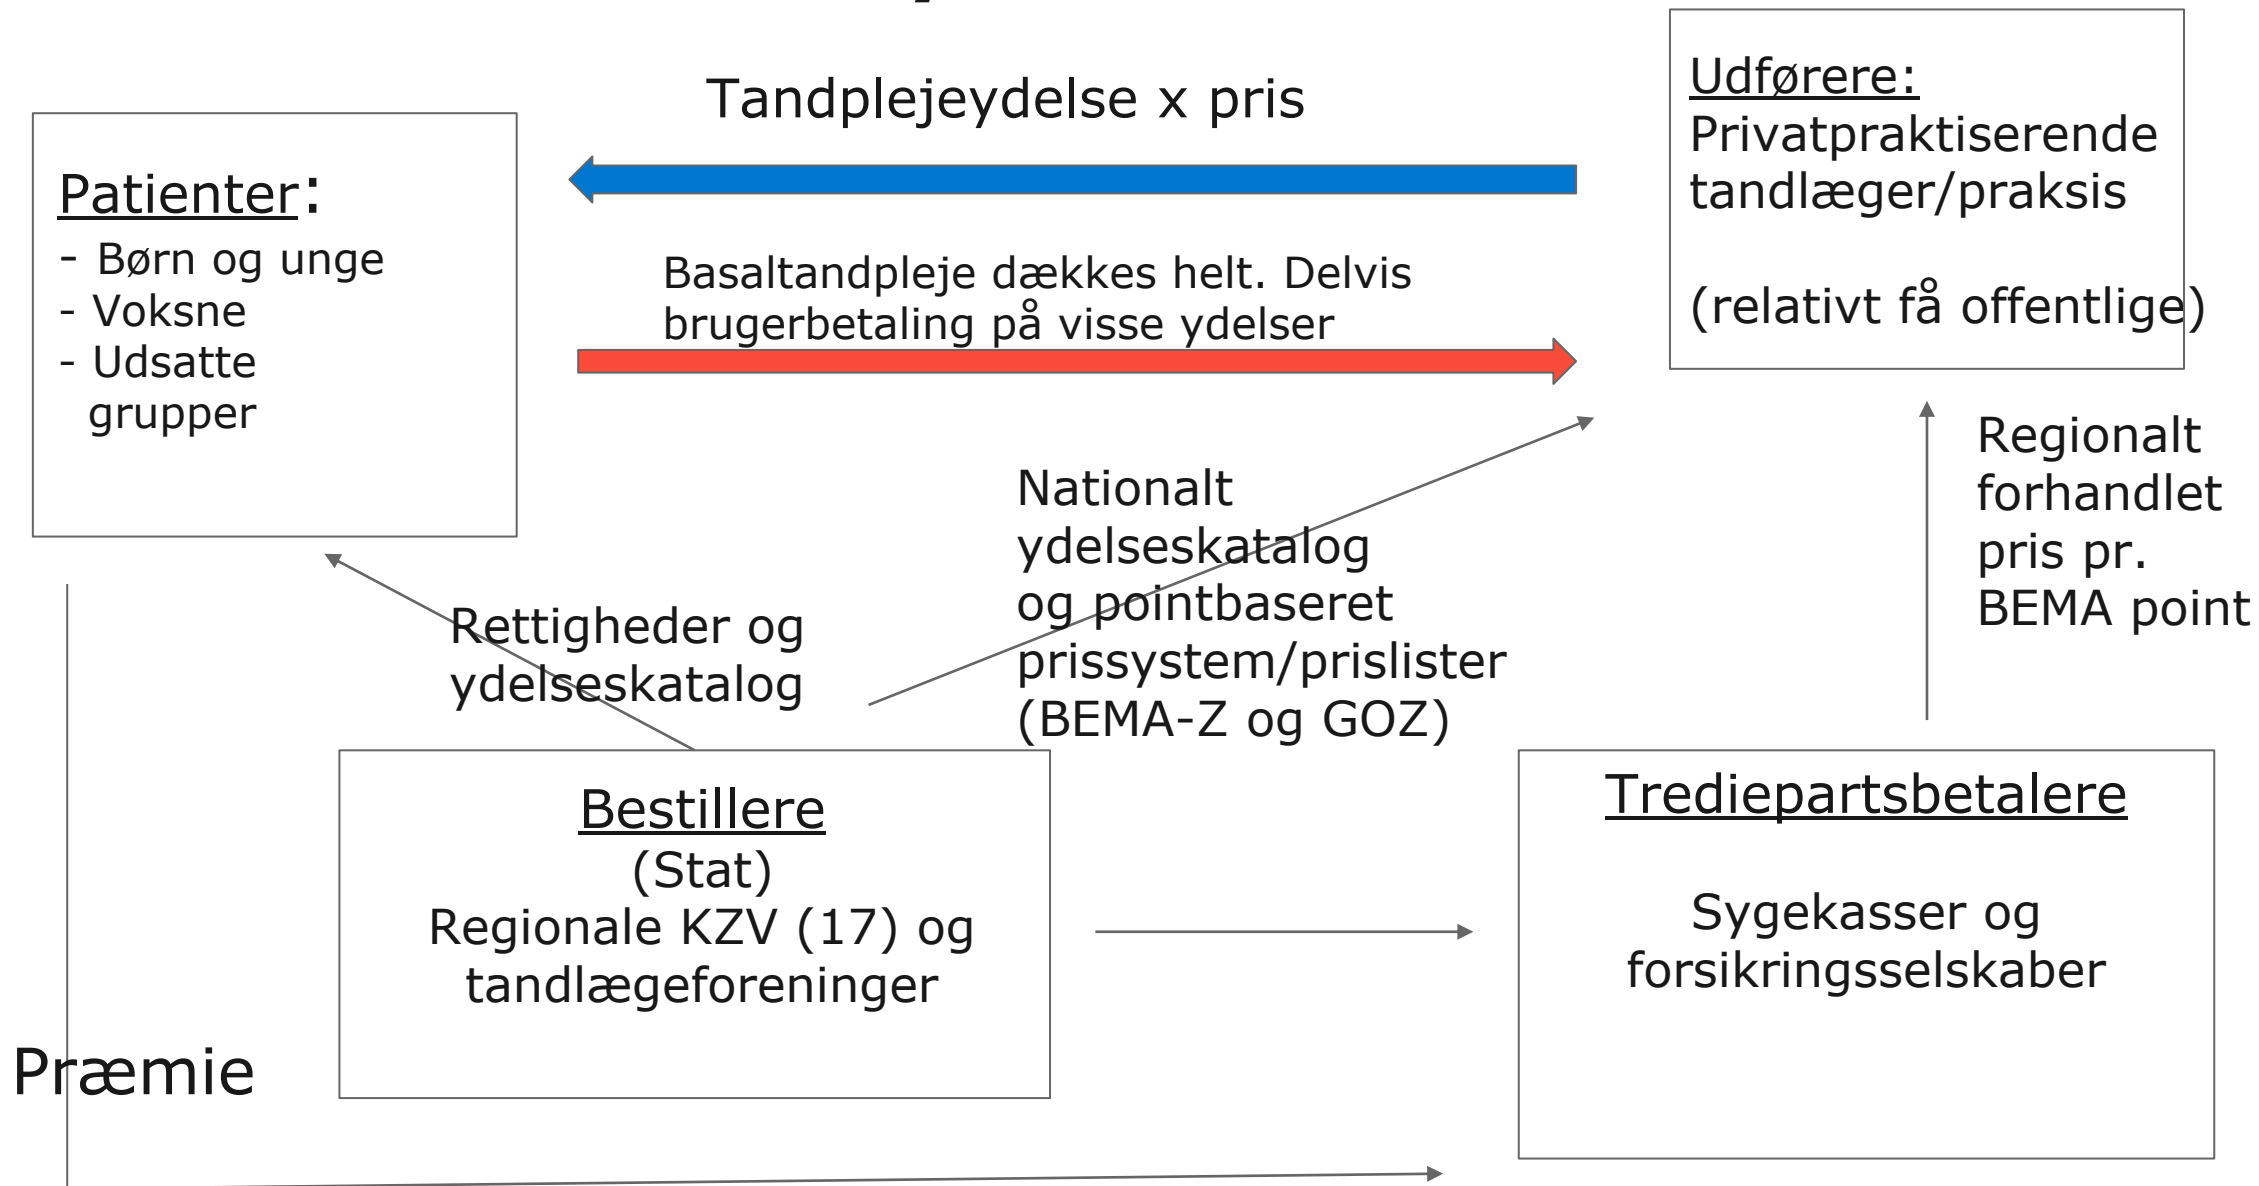 Tandplejeydelse x pris
Udførere:
Privatpraktiserende
tandlæger/praksis
(relativt få offentlige)
Patienter:
- Børn og unge
- Voksne
- Udsatte
grupper
Basaltandpleje dækkes helt. Delvis
brugerbetaling på visse ydelser
Regionalt
forhandlet
pris pr.
BEMA point
Nationalt
ydelseskatalog
og pointbaseret
prissystem/prislister
(BEMA-Z og GOZ)
Rettigheder og
ydelseskatalog
Bestillere
(Stat)
Regionale KZV (17) og
tandlægeforeninger
Trediepartsbetalere
Sygekasser og
forsikringsselskaber
Præmie